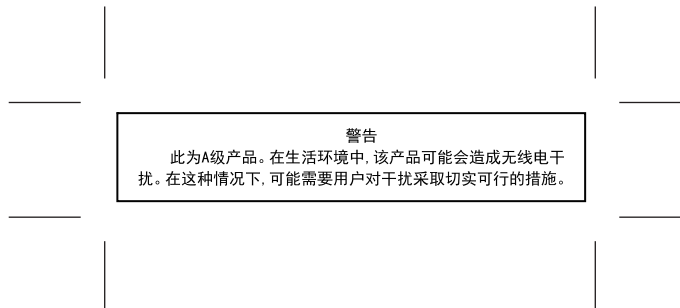 警告
此为A级产品。在生活环境中,该产品可能会造成无线电干
扰。在这种情况下,可能需要用户对干扰采取切实可行的措施。